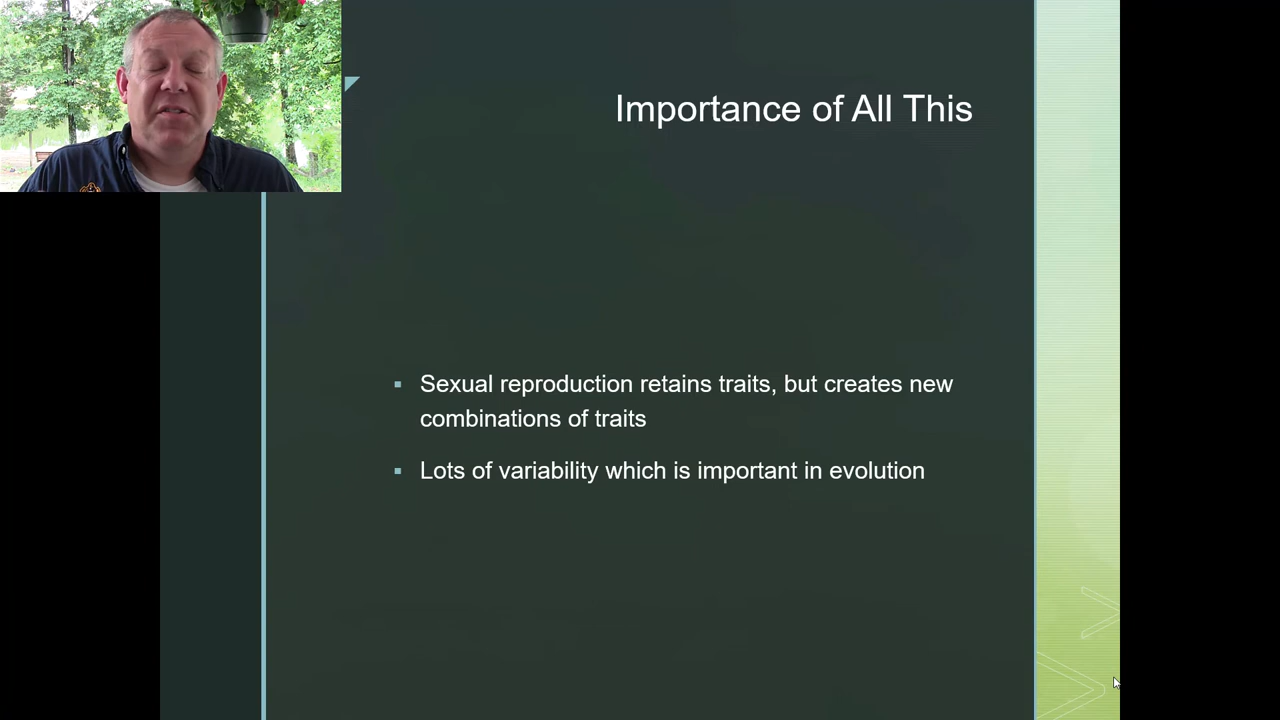 Importance of All This
Sexual reproduction retains traits, but creates new
combinations of traits
Lots of variability which is important in evolution